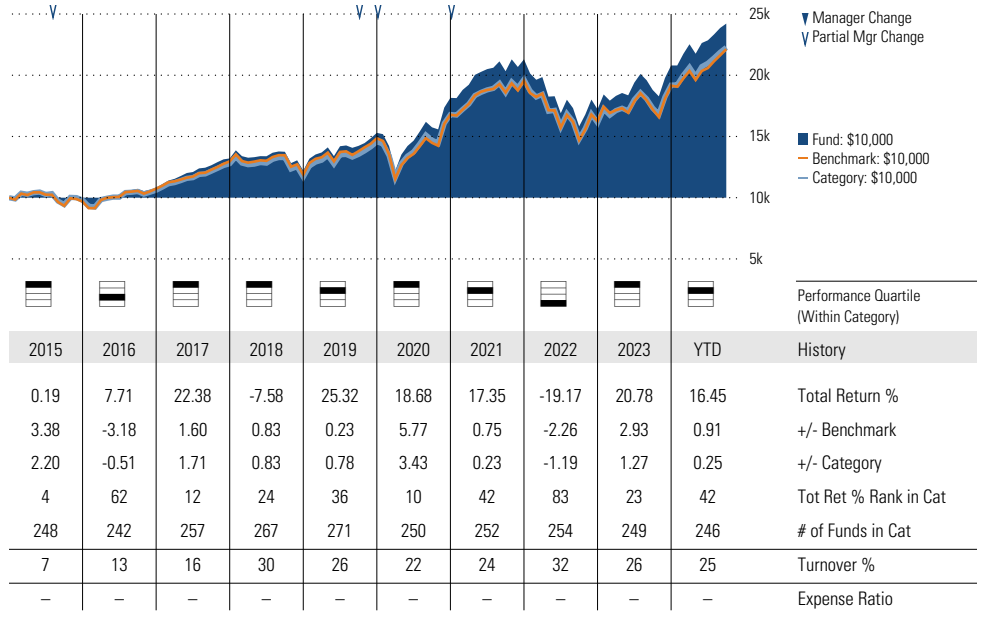 25k
20k
15k
10k
5k
Manager Change
Partial Mgr Change
Fund: $10,000
Benchmark: $10,000
Category: $10,000
Performance Quartile
(Within Category)
2015 2016 2017 2018 2019 2020 2021 2022 2023 YTD History
0.19 7.71 22.38 -7.58 25.32 18.68 17.35 -19.17 20.78 16.45 Total Return %
3.38 -3.18 1.60 0.83 0.23 5.77 0.75 -2.26 2.93 0.91 +/- Benchmark
2.20 -0.51 1.71 0.83 0.78 3.43 0.23 -1.19 1.27 0.25 +/- Category
4 62 12 24 36 10 42 83 23 42 Tot Ret % Rank in Cat
248 242 257 267 271 250 252 254 249 246 # of Funds in Cat
7 13 16 30 26 22 24 32 26 25 Turnover %
– – – – – – – – – – Expense Ratio